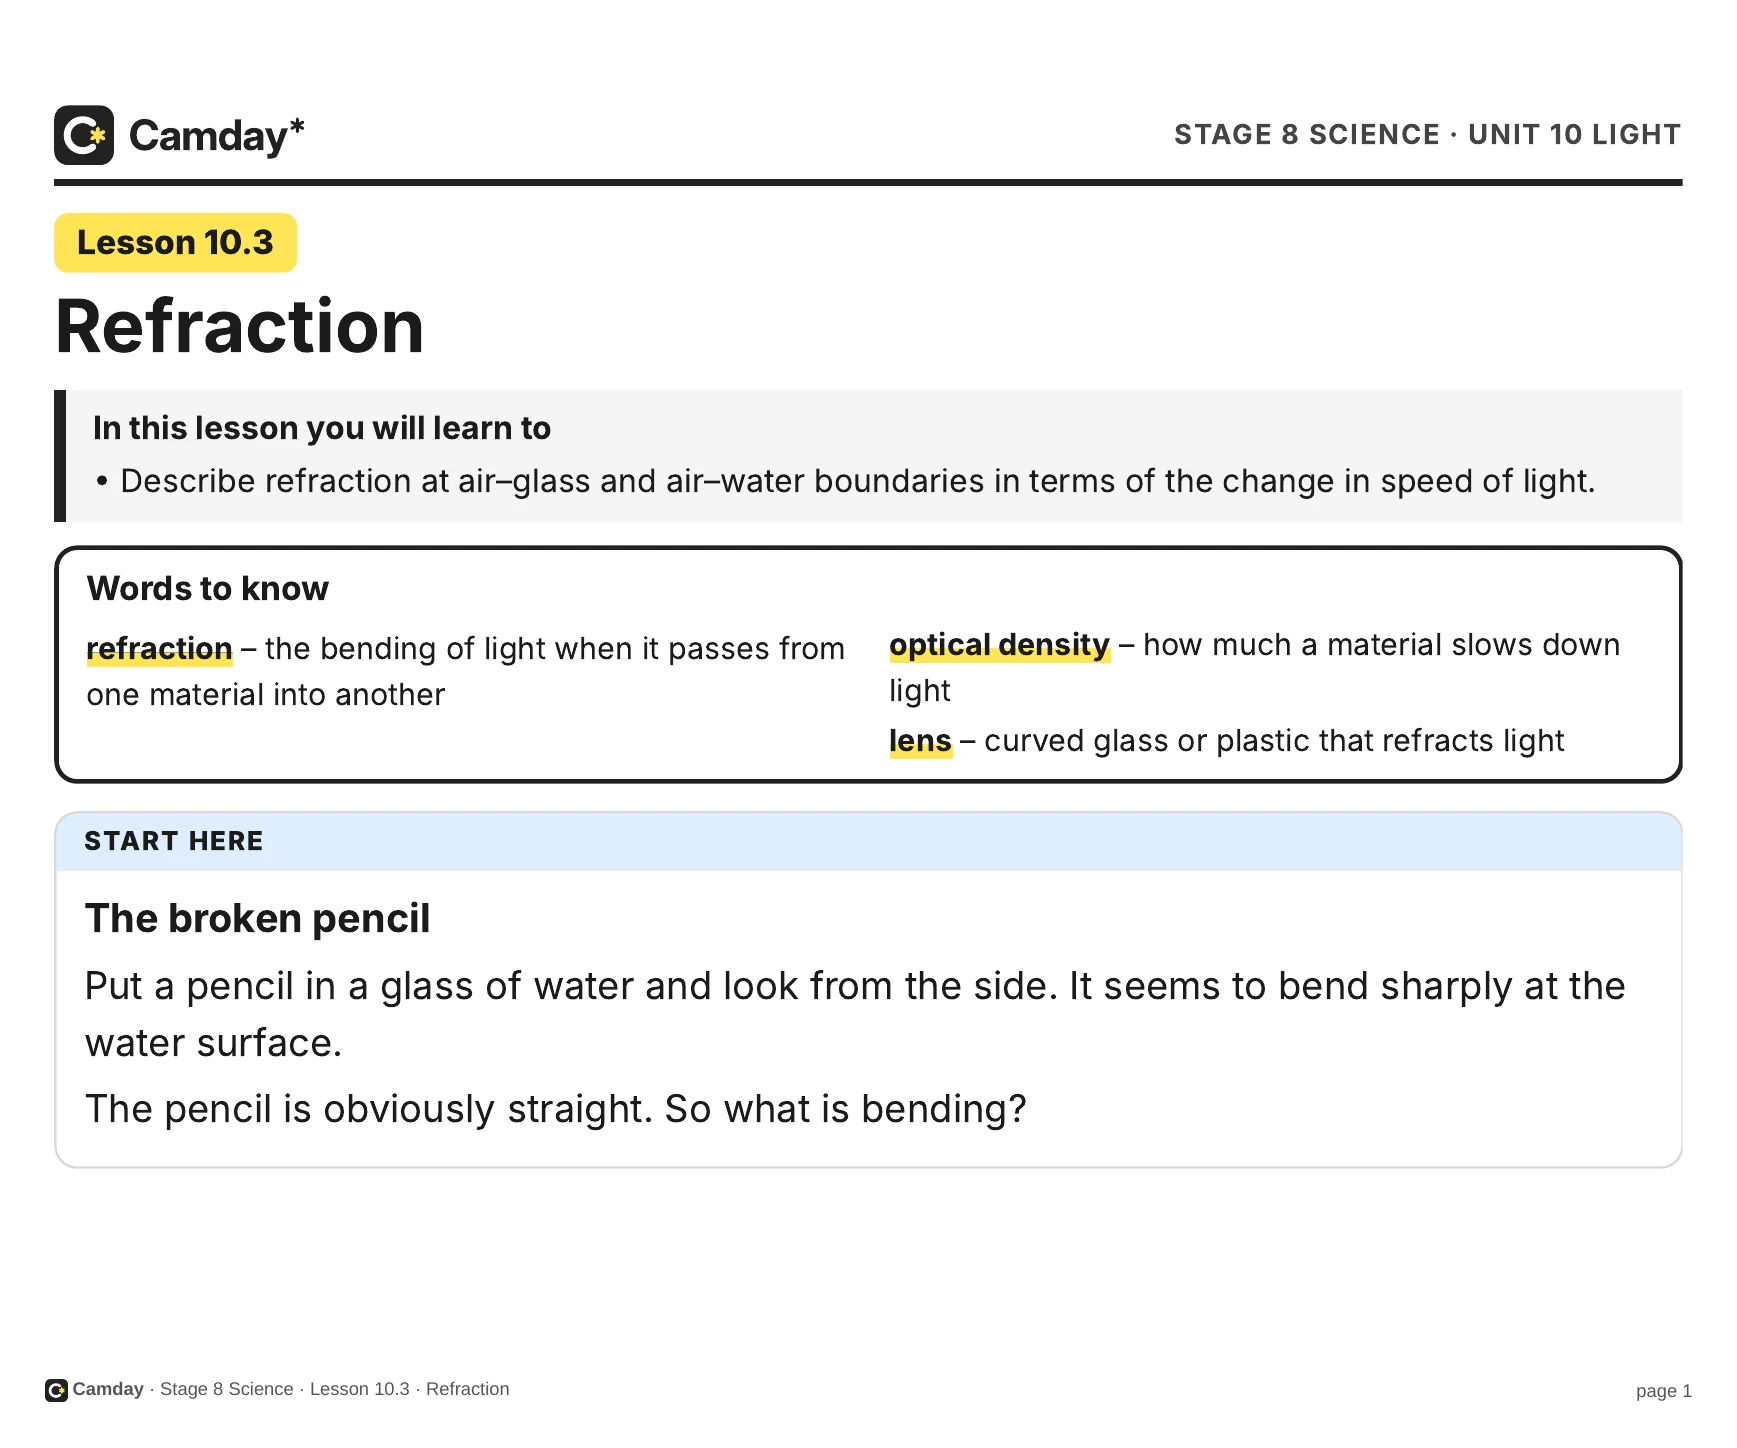 Camday*
STAGE 8 SCIENCE · UNIT 10 LIGHT
Lesson 10.3
Refraction
In this lesson you will learn to
• Describe refraction at air–glass and air–water boundaries in terms of the change in speed of light.
Words to know
refraction – the bending of light when it passes from
one material into another
optical density – how much a material slows down
light
lens – curved glass or plastic that refracts light
START HERE
The broken pencil
Put a pencil in a glass of water and look from the side. It seems to bend sharply at the
water surface.
The pencil is obviously straight. So what is bending?
Camday · Stage 8 Science · Lesson 10.3 · Refraction
page 1